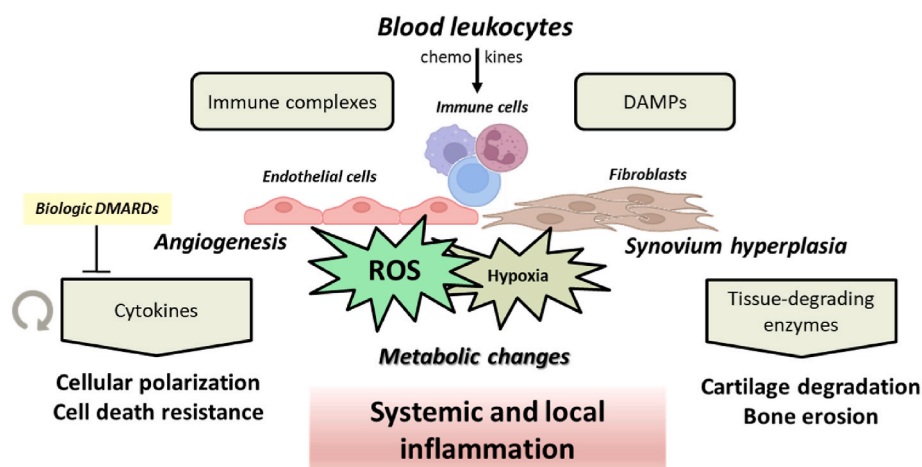 Blood leukocytes
chemo kines
Immune complexes
Immune cells
DAMPs
Endothelial cells
Fibroblasts
Biologic DMARDs
Angiogenesis
Synovium hyperplasia
ROS
Hypoxia
Cytokines
Tissue-degrading
enzymes
Metabolic changes
Cellular polarization
Cell death resistance
Cartilage degradation
Bone erosion
Systemic and local
inflammation